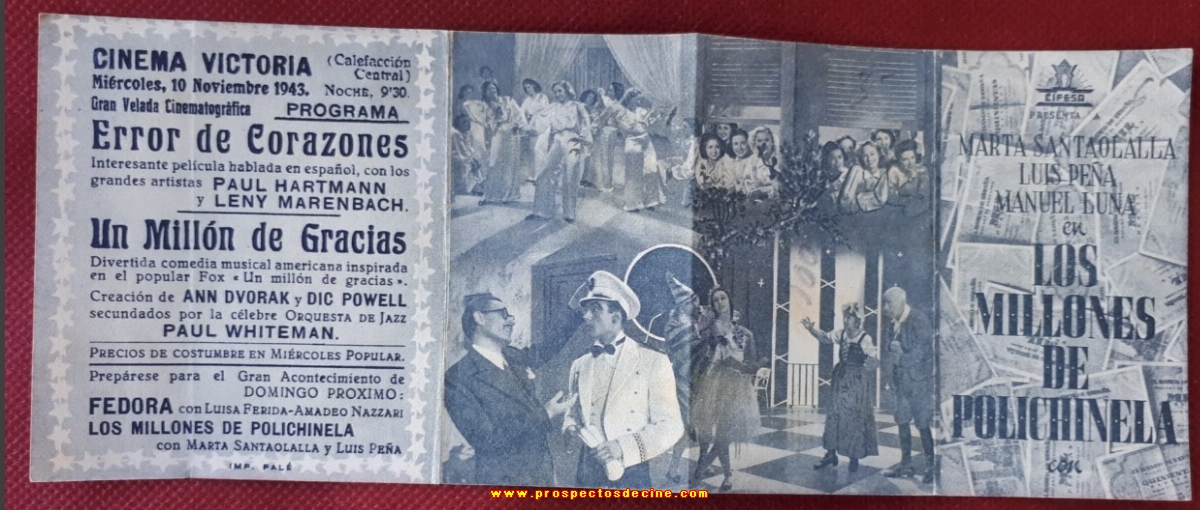 CINEMA VICTORIA (Calefacción Central)
Miércoles, 10 Noviembre 1943. NOCHE, 9'30.
Gran Velada Cinematográfica PROGRAMA
Error de Corazones
Interesante película hablada en español, con los
grandes artistas PAUL HARTMANN
y LENY MARENBACH.
Un Millón de Gracias
Divertida comedia musical americana inspirada
en el popular Fox «Un millón de gracias».
Creación de ANN DVORAK y DIC POWELL
secundados por la célebre ORQUESTA DE JAZZ
PAUL WHITEMAN.
PRECIOS DE COSTUMBRE EN MIÉRCOLES POPULAR.
Prepárese para el Gran Acontecimiento de
DOMINGO PROXIMO:
FEDORA con LUISA FERIDA-AMADEO NAZZARI
LOS MILLONES DE POLICHINELA
con MARTA SANTAOLALLA y LUIS PEÑA
IMP. PALÉ
CIFESA
PRESENTA A
MARTA SANTAOLALLA
LUIS PEÑA
MANUEL LUNA
en
LOS
MILLONES
DE
POLICHINELA
con
www.prospectosdecine.com